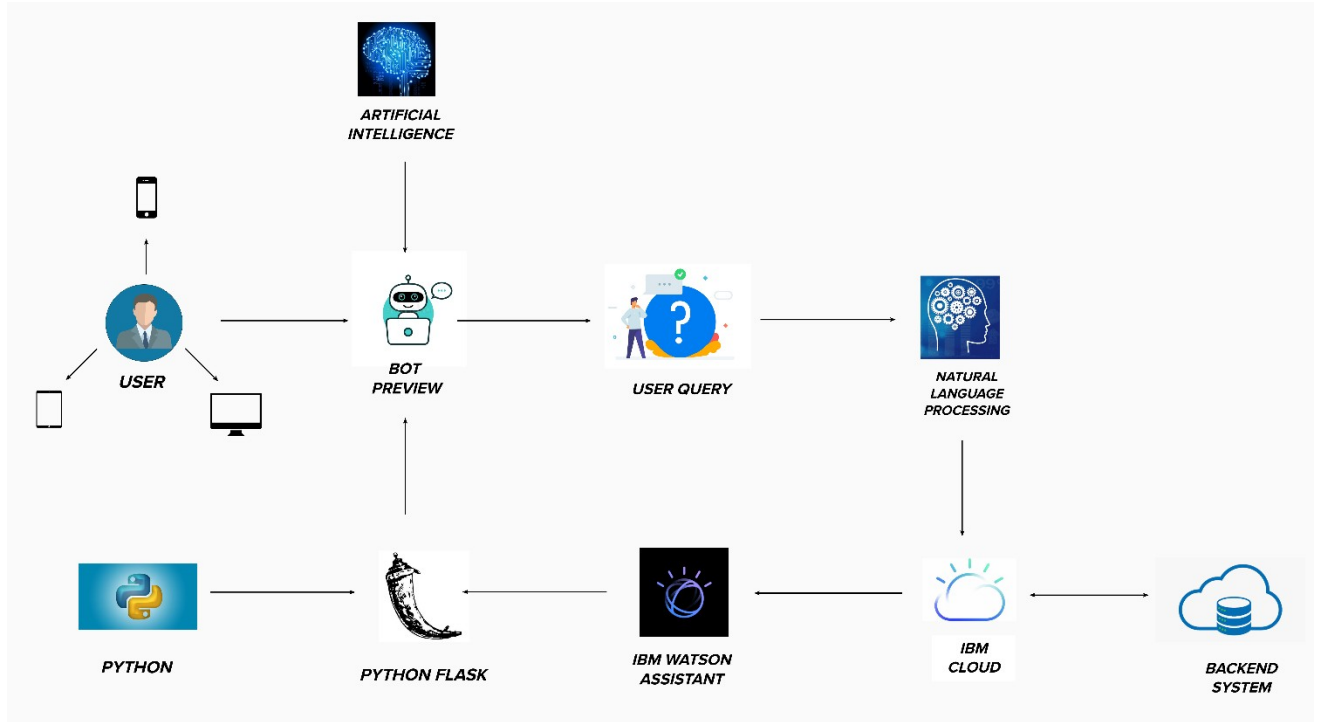 ARTIFICIAL
INTELLIGENCE
USER
BOT
PREVIEW
USER QUERY
NATURAL
LANGUAGE
PROCESSING
PYTHON
PYTHON FLASK
IBM WATSON
ASSISTANT
IBM
CLOUD
BACKEND
SYSTEM